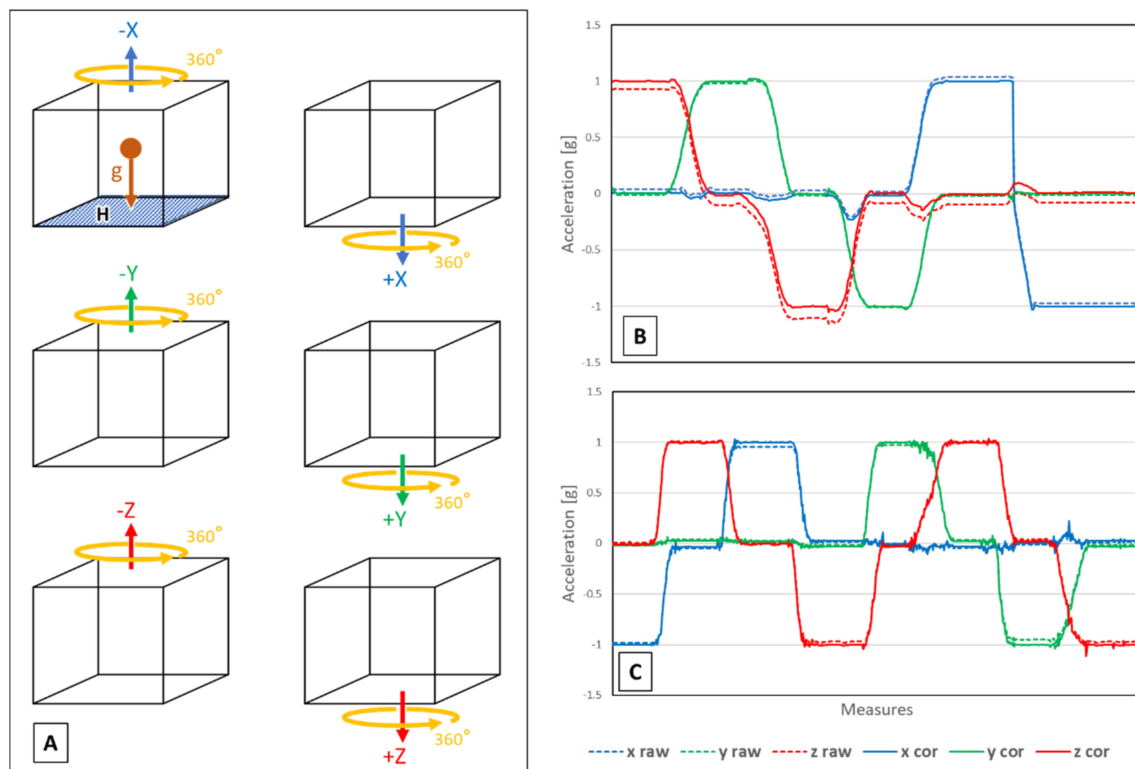 -X
360°
g
H
360°
+X
-Y
360°
360°
+Y
-Z
360°
360°
+Z
A
Acceleration [g]
1.5
1
0.5
0
-0.5
-1
-1.5
B
Acceleration [g]
1.5
1
0.5
0
-0.5
-1
-1.5
C
Measures
x raw y raw z raw x cor y cor z cor